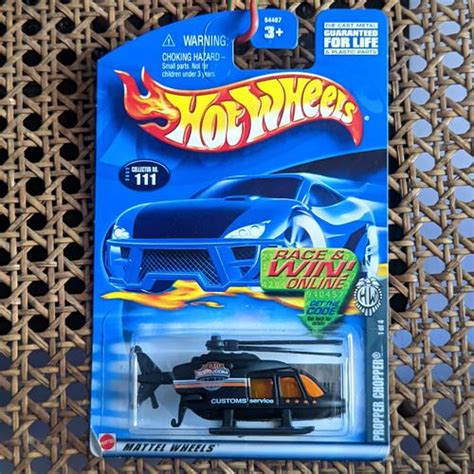 ⚠ WARNING:
CHOKING HAZARD –
Small parts. Not for
children under 3 years.
54407
3+
DIE CAST METAL
GUARANTEED
FOR LIFE
& PLASTIC PARTS
HOT WHEELS
COLLECTOR NO.
111
RACE &
WIN!
ONLINE
GET THE
CODE
PROPPER CHOPPER®
1 of 4
CUSTOMS service
MATTEL
MATTEL WHEELS